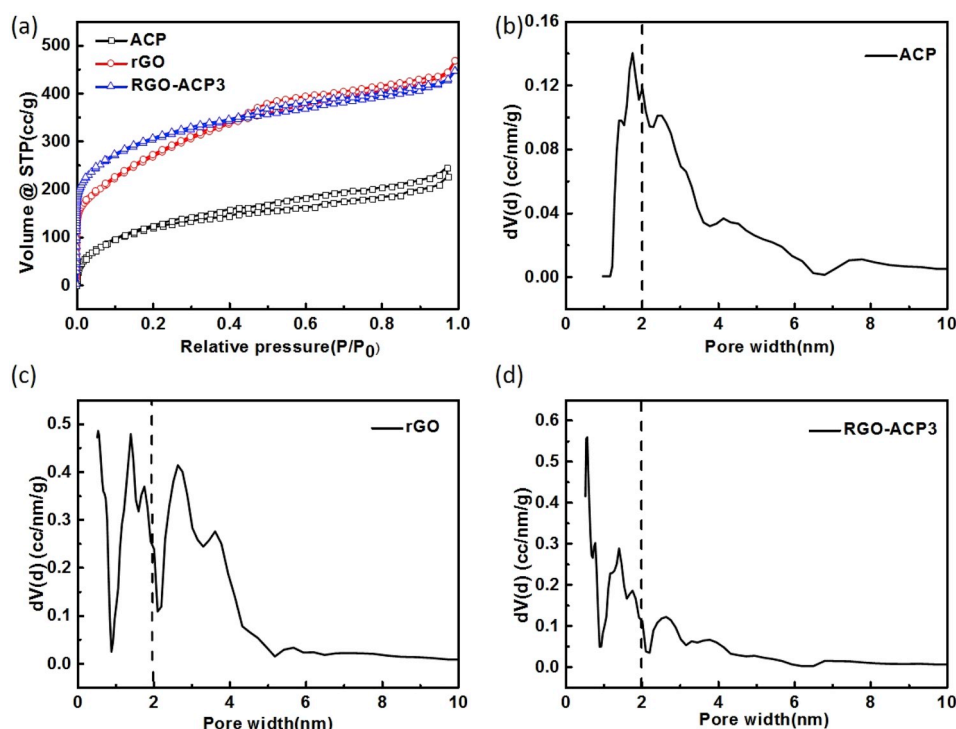 (a)
ACP
rGO
RGO-ACP3
500
400
300
200
100
0
Volume @ STP(cc/g)
0.0 0.2 0.4 0.6 0.8 1.0
Relative pressure(P/P0)
(b)
ACP
0.16
0.12
0.08
0.04
0.00
dV(d) (cc/nm/g)
0 2 4 6 8 10
Pore width(nm)
(c)
rGO
0.5
0.4
0.3
0.2
0.1
0.0
dV(d) (cc/nm/g)
0 2 4 6 8 10
Pore width(nm)
(d)
RGO-ACP3
0.6
0.5
0.4
0.3
0.2
0.1
0.0
dV(d) (cc/nm/g)
0 2 4 6 8 10
Pore width(nm)